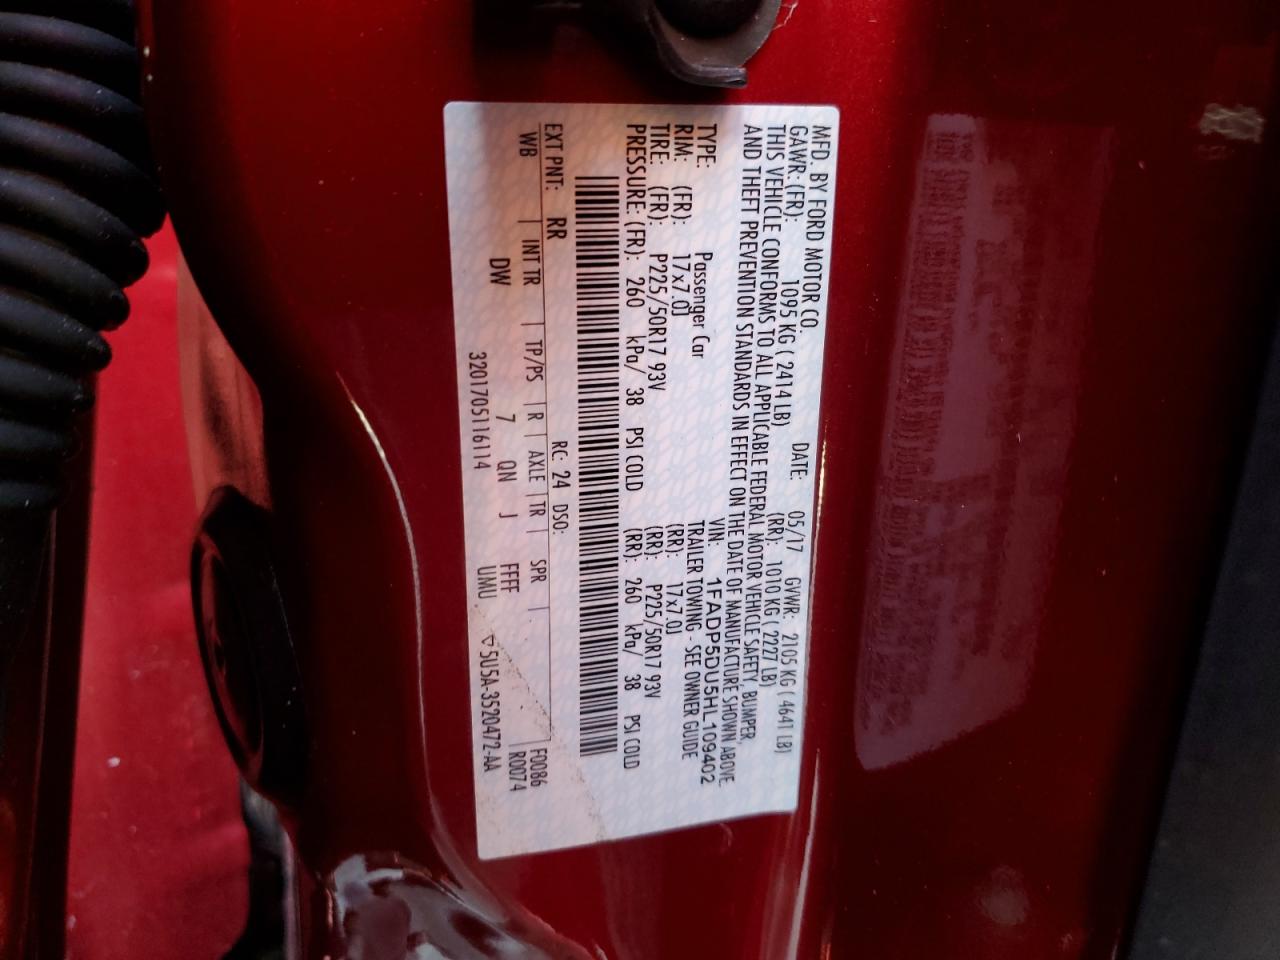 MFD. BY FORD MOTOR CO.
DATE: 05/17 GVWR: 2105 KG ( 4641 LB)
GAWR: (FR): 1095 KG ( 2414 LB) (RR): 1010 KG ( 2227 LB)
THIS VEHICLE CONFORMS TO ALL APPLICABLE FEDERAL MOTOR VEHICLE SAFETY, BUMPER,
AND THEFT PREVENTION STANDARDS IN EFFECT ON THE DATE OF MANUFACTURE SHOWN ABOVE.
VIN: 1FADP5DU5HL109402
TYPE: Passenger Car TRAILER TOWING - SEE OWNER GUIDE
RIM: (FR): 17x7.0J (RR): 17x7.0J
TIRE: (FR): P225/50R17 93V (RR): P225/50R17 93V
PRESSURE: (FR): 260 kPa/ 38 PSI COLD (RR): 260 kPa/ 38 PSI COLD
EXT PNT: RR RC: 24 DSO: F0086
WB | INT TR | TP/PS | R | AXLE | TR | SPR | R0074
DW 7 QN J FFFF
3201705116114 UMU 5U5A-3520472-AA